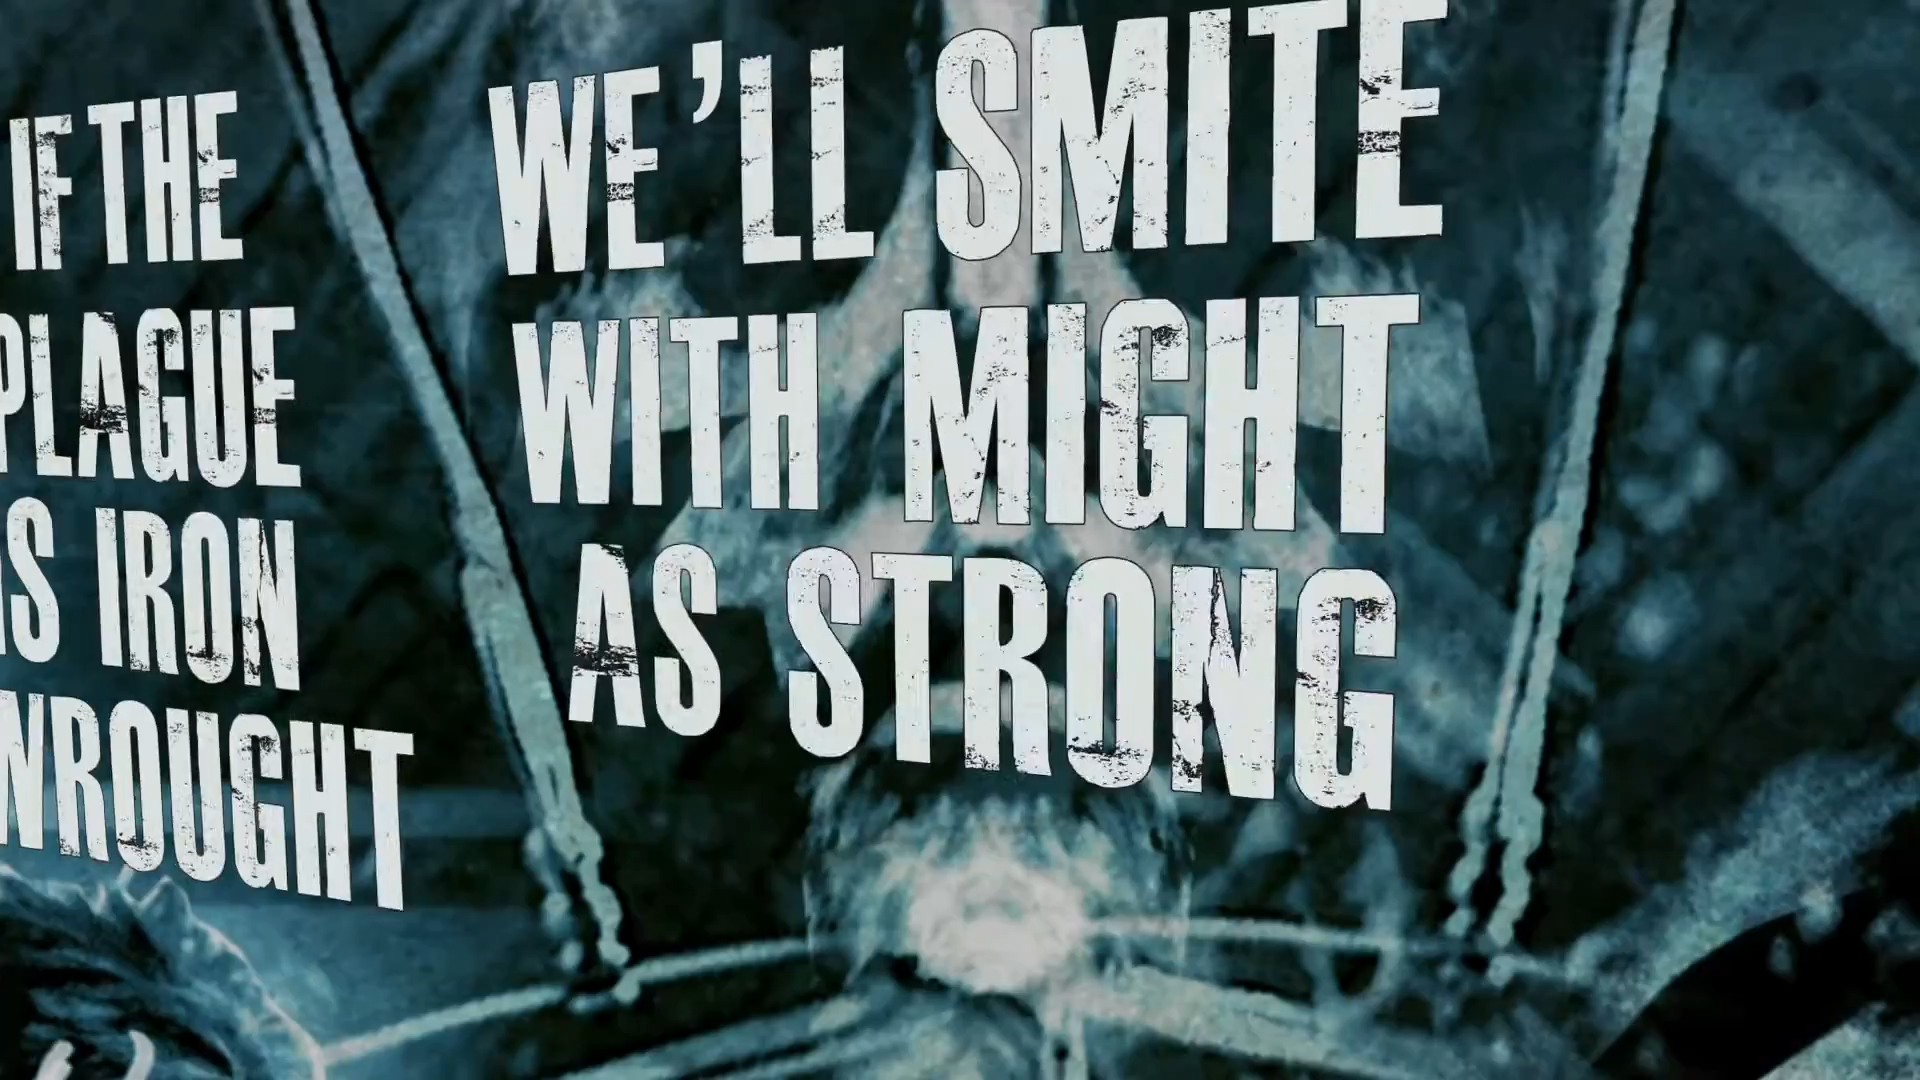 IF THE
PLAGUE
IS IRON
WROUGHT
WE'LL SMITE
WITH MIGHT
AS STRONG